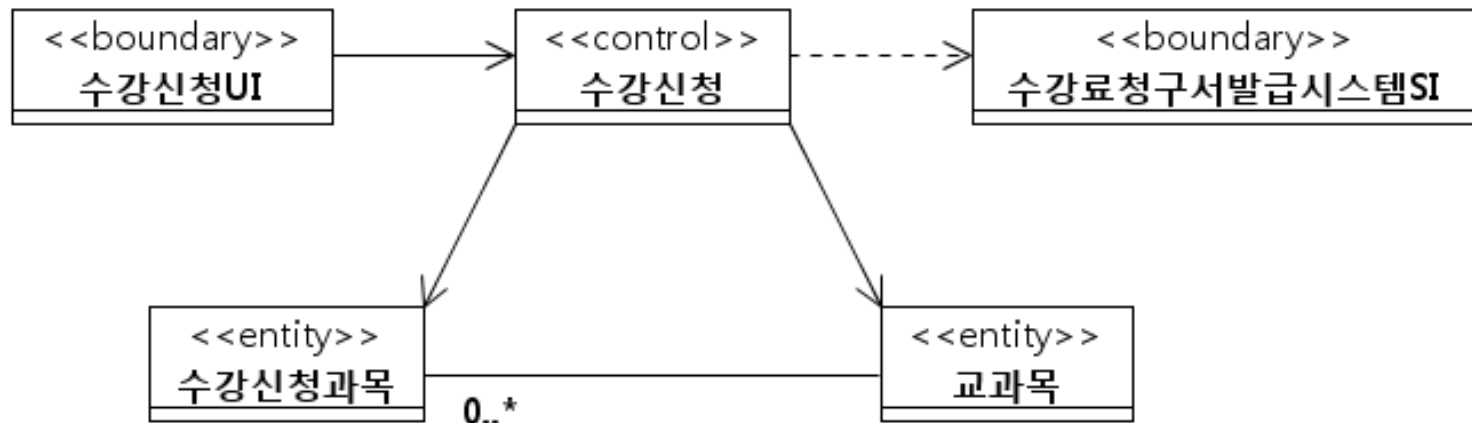 <<boundary>>
수강신청UI
<<control>>
수강신청
<<boundary>>
수강료청구서발급시스템SI
<<entity>>
수강신청과목
0..*
<<entity>>
교과목